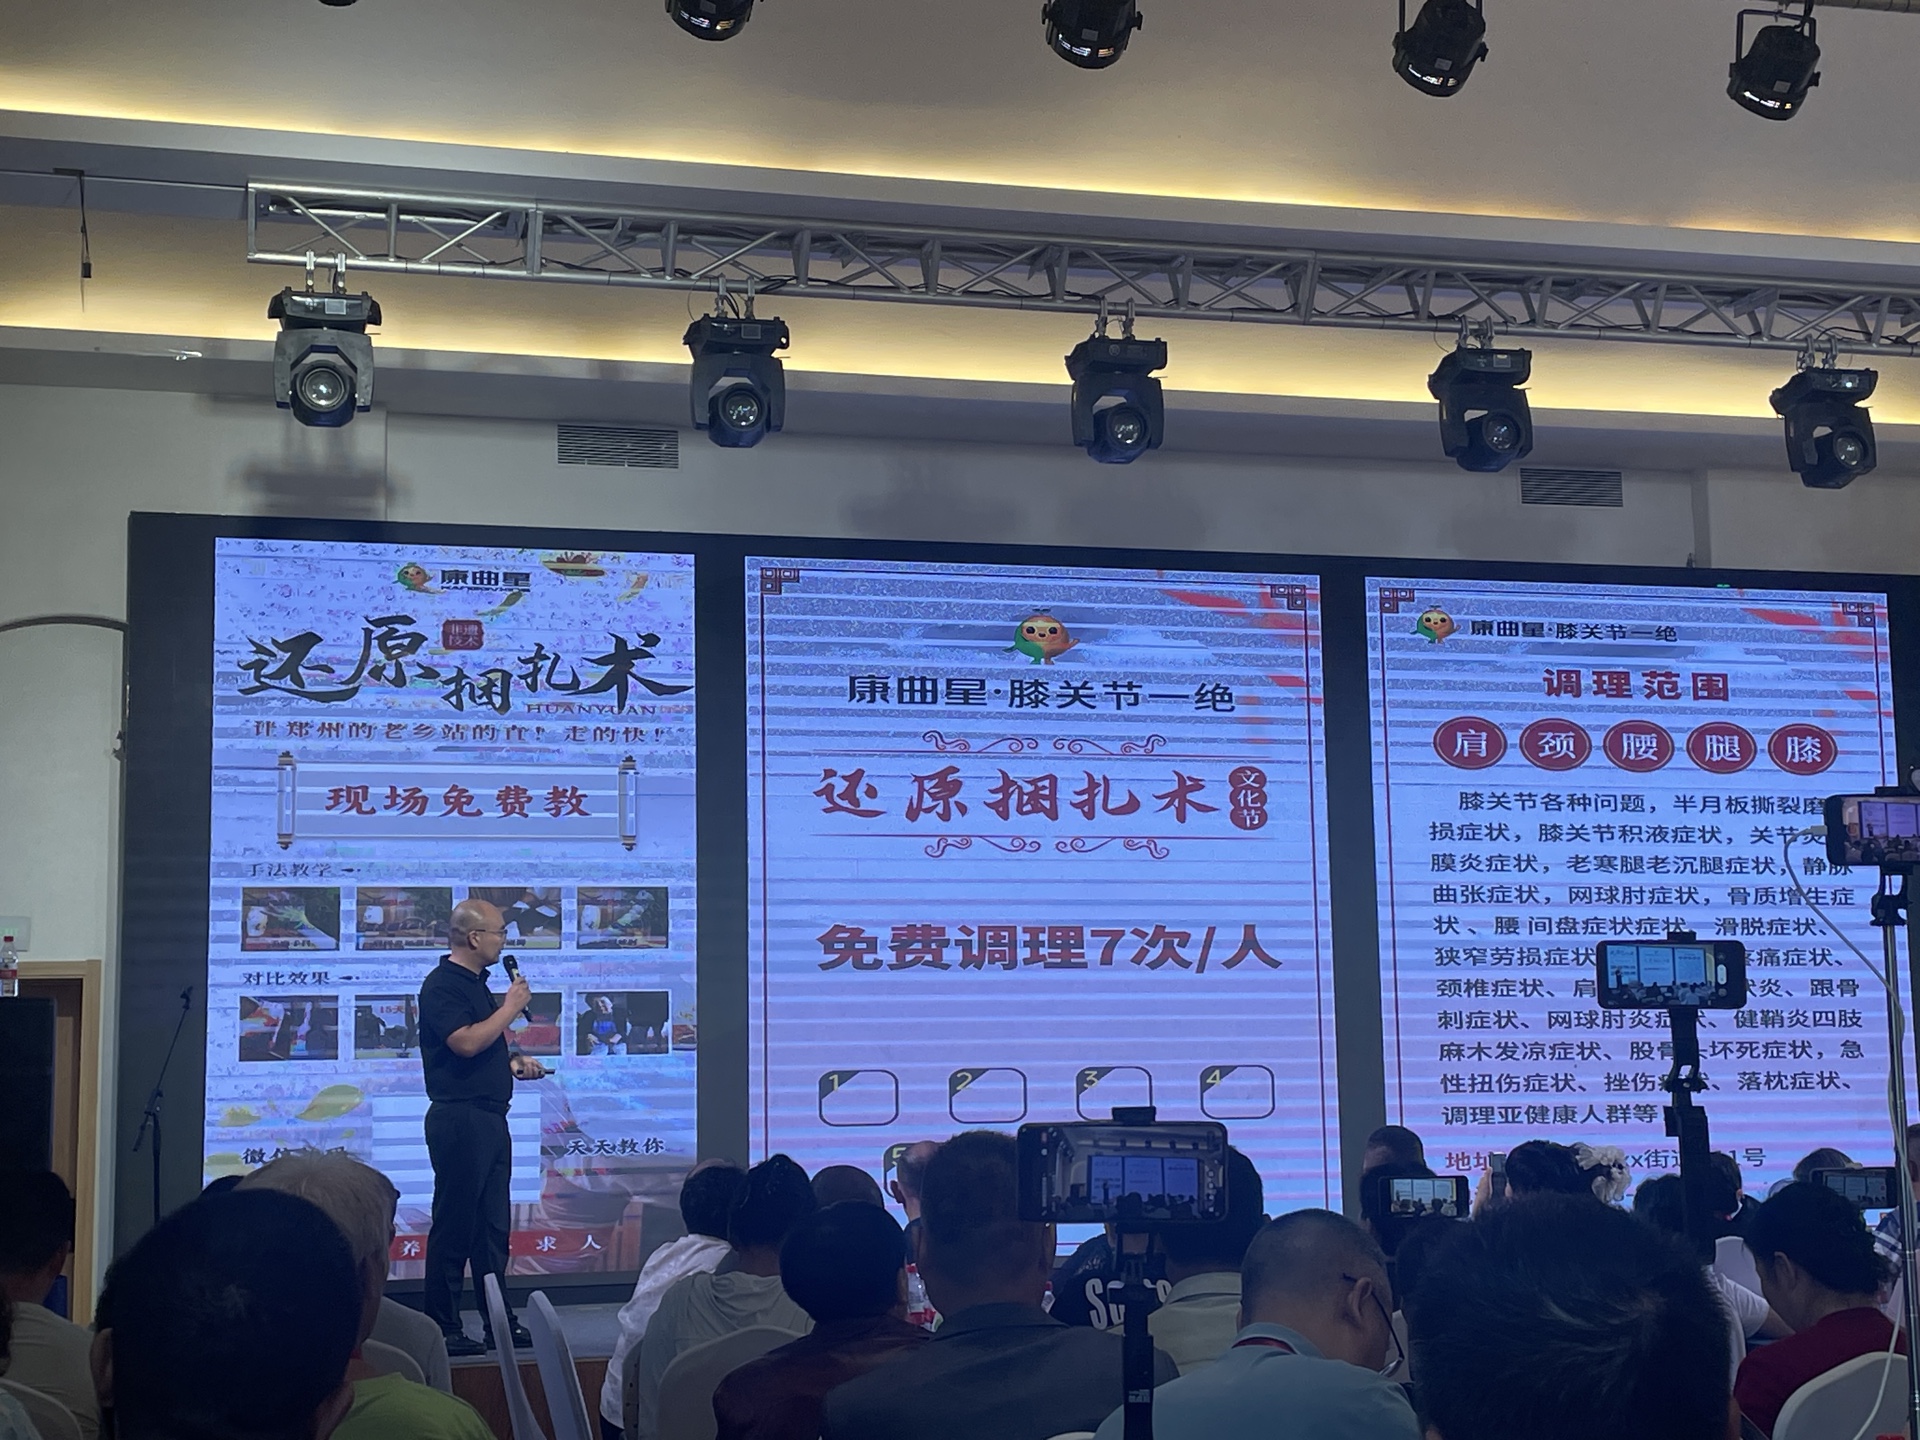 康曲星
还原捆扎术
非遗
技术
HUANYUAN
让郑州的老乡站的直！走的快！
现场免费教
手法教学
对比效果
15天
天天教你
养
求人
康曲星·膝关节一绝
还原捆扎术
文化节
免费调理7次/人
1
2
3
4
5
康曲星·膝关节一绝
调理范围
肩 颈 腰 腿 膝
膝关节各种问题，半月板撕裂磨
损症状，膝关节积液症状，关节炎
膜炎症状，老寒腿老沉腿症状，静脉
曲张症状，网球肘症状，骨质增生症
状、腰间盘症状症状、滑脱症状、
狭窄劳损症状 疼痛症状、
颈椎症状、肩 炎、跟骨
刺症状、网球肘炎症状、健鞘炎四肢
麻木发凉症状、股骨头坏死症状，急
性扭伤症状、挫伤 、落枕症状、
调理亚健康人群等
地址 xx街道 1号